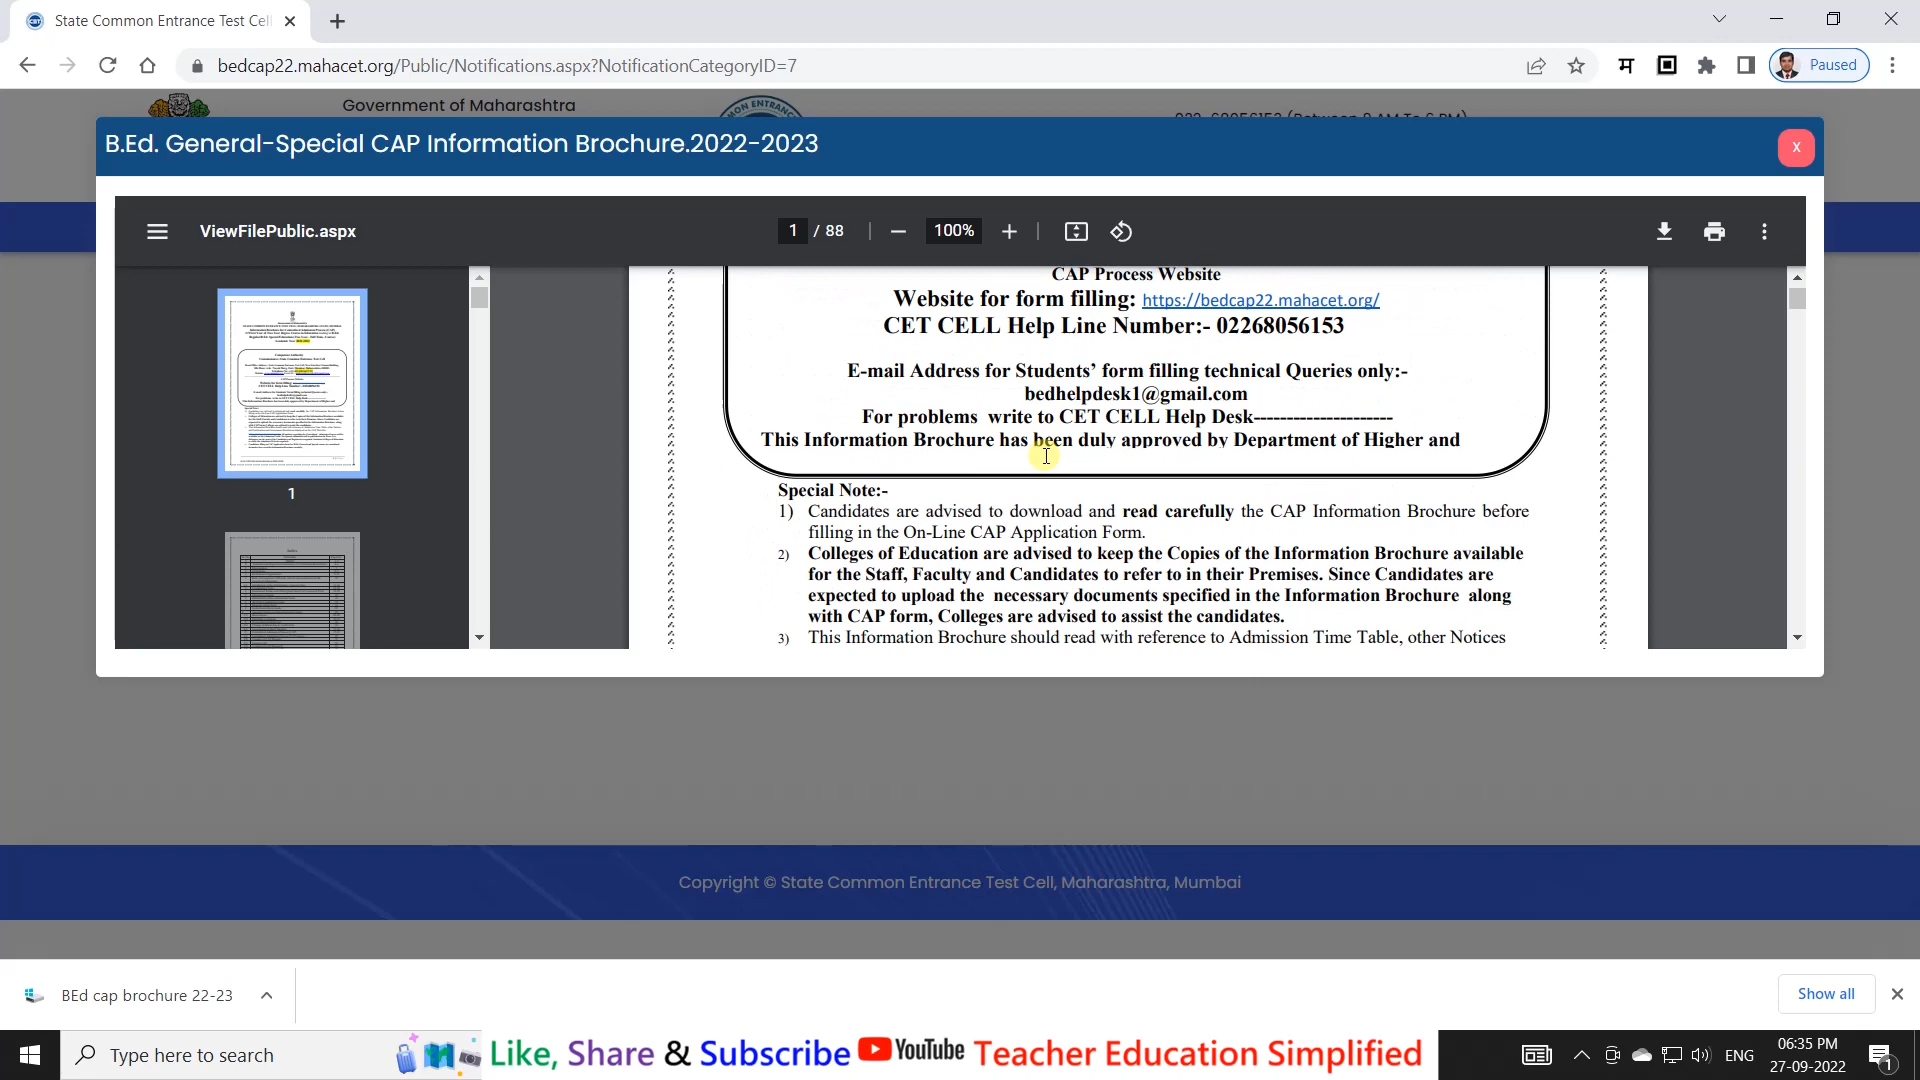 State Common Entrance Test Cel
bedcap22.mahacet.org/Public/Notifications.aspx?NotificationCategoryID=7
म
Paused
Government of Maharashtra
MON ENTRANCE
B.Ed. General-Special CAP Information Brochure.2022-2023
X
ViewFilePublic.aspx
1 / 88
100%
CAP Process Website
Website for form filling: https://bedcap22.mahacet.org/
CET CELL Help Line Number:- 02268056153
E-mail Address for Students' form filling technical Queries only:-
bedhelpdesk1@gmail.com
For problems write to CET CELL Help Desk---------------------
This Information Brochure has been duly approved by Department of Higher and
Special Note:-
1) Candidates are advised to download and read carefully the CAP Information Brochure before
filling in the On-Line CAP Application Form.
2) Colleges of Education are advised to keep the Copies of the Information Brochure available
for the Staff, Faculty and Candidates to refer to in their Premises. Since Candidates are
expected to upload the necessary documents specified in the Information Brochure along
with CAP form, Colleges are advised to assist the candidates.
3) This Information Brochure should read with reference to Admission Time Table, other Notices
1
Copyright © State Common Entrance Test Cell, Maharashtra, Mumbai
BEd cap brochure 22-23
Show all
Type here to search
Like, Share & Subscribe YouTube Teacher Education Simplified
ENG
06:35 PM
27-09-2022
1